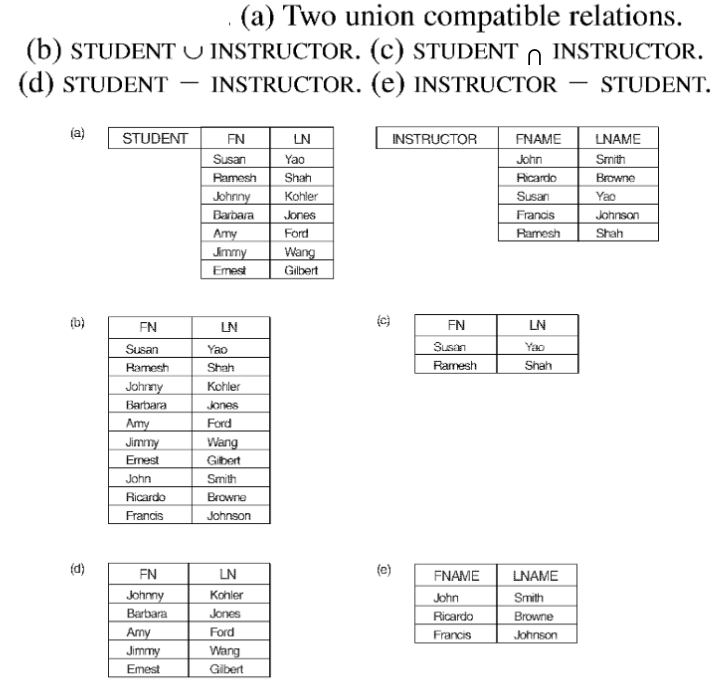 . (a) Two union compatible relations.
(b) STUDENT ∪ INSTRUCTOR. (c) STUDENT ∩ INSTRUCTOR.
(d) STUDENT − INSTRUCTOR. (e) INSTRUCTOR − STUDENT.
(a) STUDENT FN LN
Susan Yao
Ramesh Shah
Johnny Kohler
Barbara Jones
Amy Ford
Jimmy Wang
Ernest Gilbert
INSTRUCTOR FNAME LNAME
John Smith
Ricardo Browne
Susan Yao
Francis Johnson
Ramesh Shah
(b) FN LN
Susan Yao
Ramesh Shah
Johnny Kohler
Barbara Jones
Amy Ford
Jimmy Wang
Ernest Gilbert
John Smith
Ricardo Browne
Francis Johnson
(c) FN LN
Susan Yao
Ramesh Shah
(d) FN LN
Johnny Kohler
Barbara Jones
Amy Ford
Jimmy Wang
Ernest Gilbert
(e) FNAME LNAME
John Smith
Ricardo Browne
Francis Johnson